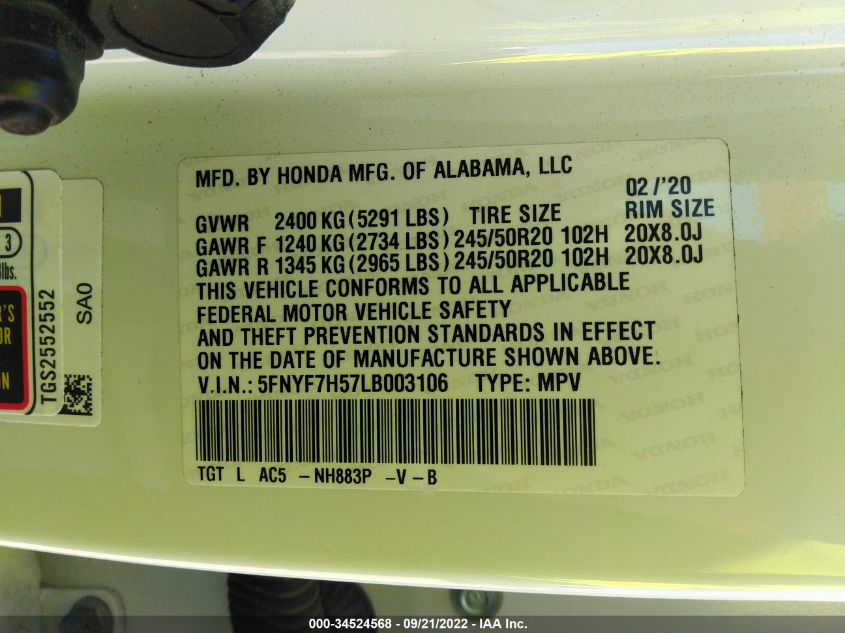 MFD. BY HONDA MFG. OF ALABAMA, LLC
02/'20
GVWR 2400 KG (5291 LBS) TIRE SIZE RIM SIZE
GAWR F 1240 KG (2734 LBS) 245/50R20 102H 20X8.0J
GAWR R 1345 KG (2965 LBS) 245/50R20 102H 20X8.0J
THIS VEHICLE CONFORMS TO ALL APPLICABLE
FEDERAL MOTOR VEHICLE SAFETY
AND THEFT PREVENTION STANDARDS IN EFFECT
ON THE DATE OF MANUFACTURE SHOWN ABOVE.
V.I.N.: 5FNYF7H57LB003106 TYPE: MPV
TGT L AC5 -NH883P -V-B
3
lbs.
TGS2552552
SA0
000-34524568 - 09/21/2022 - IAA Inc.